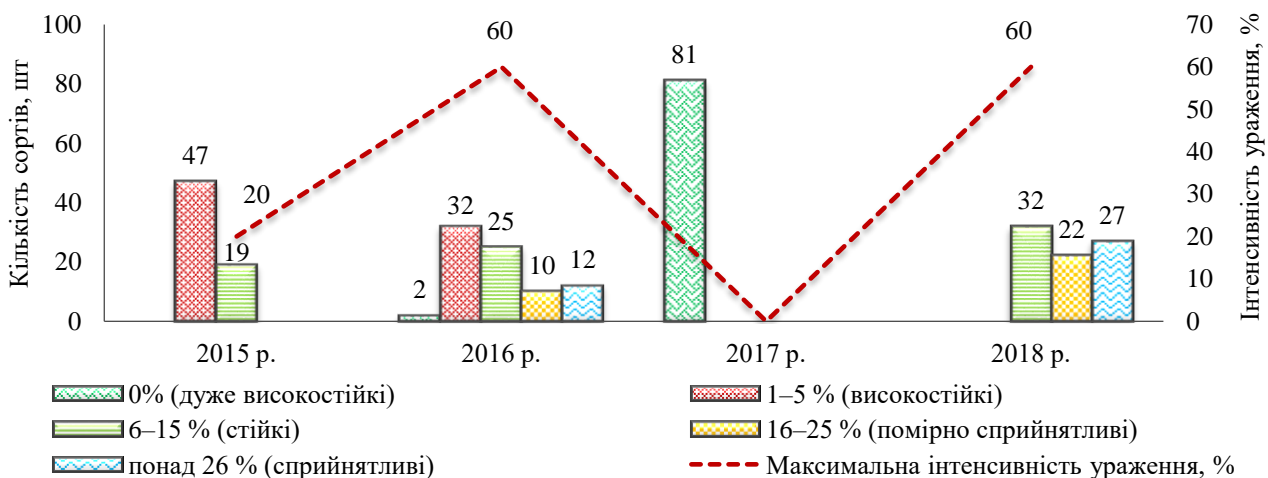 Кількість сортів, шт
Інтенсивність ураження, %
100
80
60
40
20
0
70
60
50
40
30
20
10
0
47
19
20
2
32
25
10
12
60
81
32
22
27
60
2015 р.
2016 р.
2017 р.
2018 р.
0% (дуже високостійкі)
1–5 % (високостійкі)
6–15 % (стійкі)
16–25 % (помірно сприйнятливі)
понад 26 % (сприйнятливі)
Максимальна інтенсивність ураження, %